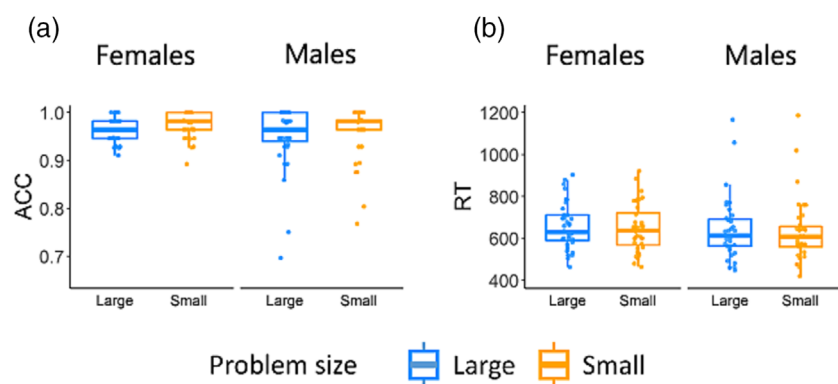 (a)
Females Males
1.0
0.9
0.8
0.7
ACC
Large Small Large Small
(b)
Females Males
1200
1000
800
600
400
RT
Large Small Large Small
Problem size Large Small